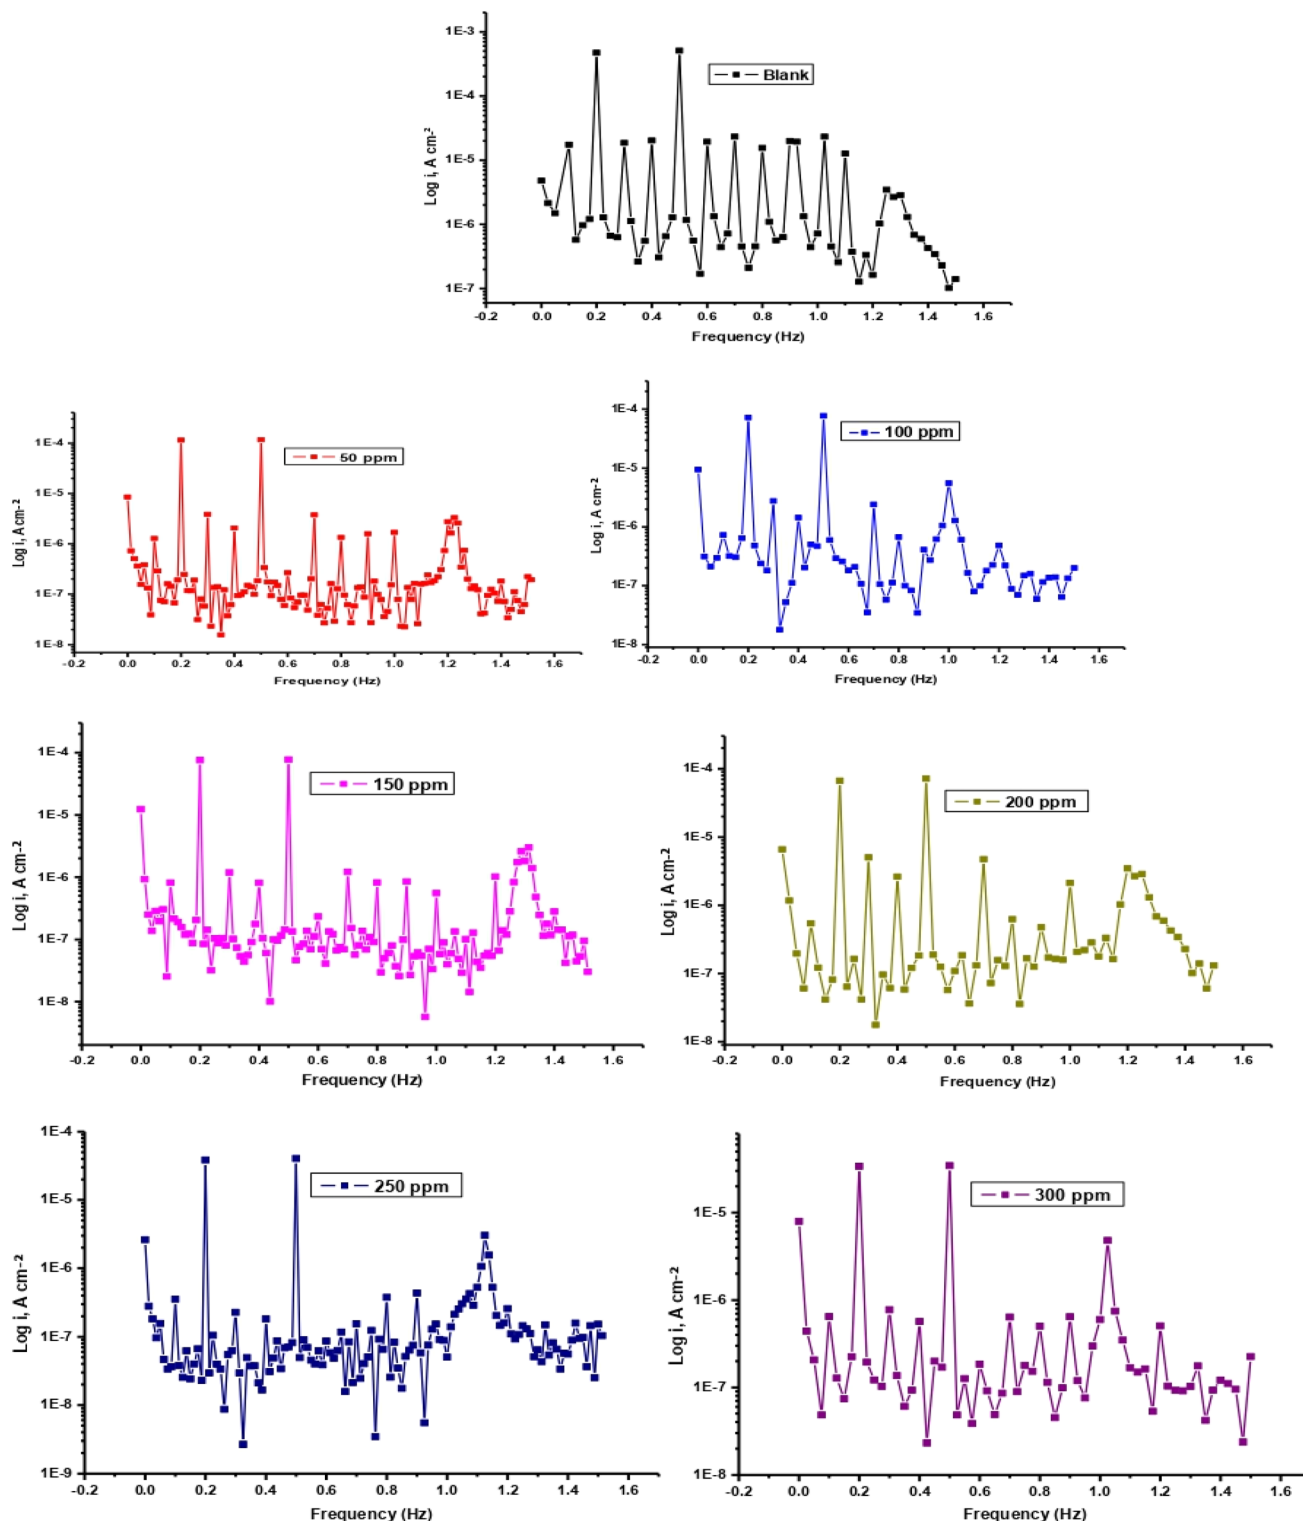 1E-3
1E-4
1E-5
1E-6
1E-7
Log i, A cm-2
Blank
-0.2 0.0 0.2 0.4 0.6 0.8 1.0 1.2 1.4 1.6
Frequency (Hz)
1E-4
1E-5
1E-6
1E-7
1E-8
Log i, A cm-2
50 ppm
-0.2 0.0 0.2 0.4 0.6 0.8 1.0 1.2 1.4 1.6
Frequency (Hz)
1E-4
1E-5
1E-6
1E-7
1E-8
Log i, A cm-2
100 ppm
-0.2 0.0 0.2 0.4 0.6 0.8 1.0 1.2 1.4 1.6
Frequency (Hz)
1E-4
1E-5
1E-6
1E-7
1E-8
Log i, A cm-2
150 ppm
-0.2 0.0 0.2 0.4 0.6 0.8 1.0 1.2 1.4 1.6
Frequency (Hz)
1E-4
1E-5
1E-6
1E-7
1E-8
Log i, A cm-2
200 ppm
-0.2 0.0 0.2 0.4 0.6 0.8 1.0 1.2 1.4 1.6
Frequency (Hz)
1E-4
1E-5
1E-6
1E-7
1E-8
1E-9
Log i, A cm-2
250 ppm
-0.2 0.0 0.2 0.4 0.6 0.8 1.0 1.2 1.4 1.6
Frequency (Hz)
1E-5
1E-6
1E-7
1E-8
Log i, A cm-2
300 ppm
-0.2 0.0 0.2 0.4 0.6 0.8 1.0 1.2 1.4 1.6
Frequency (Hz)